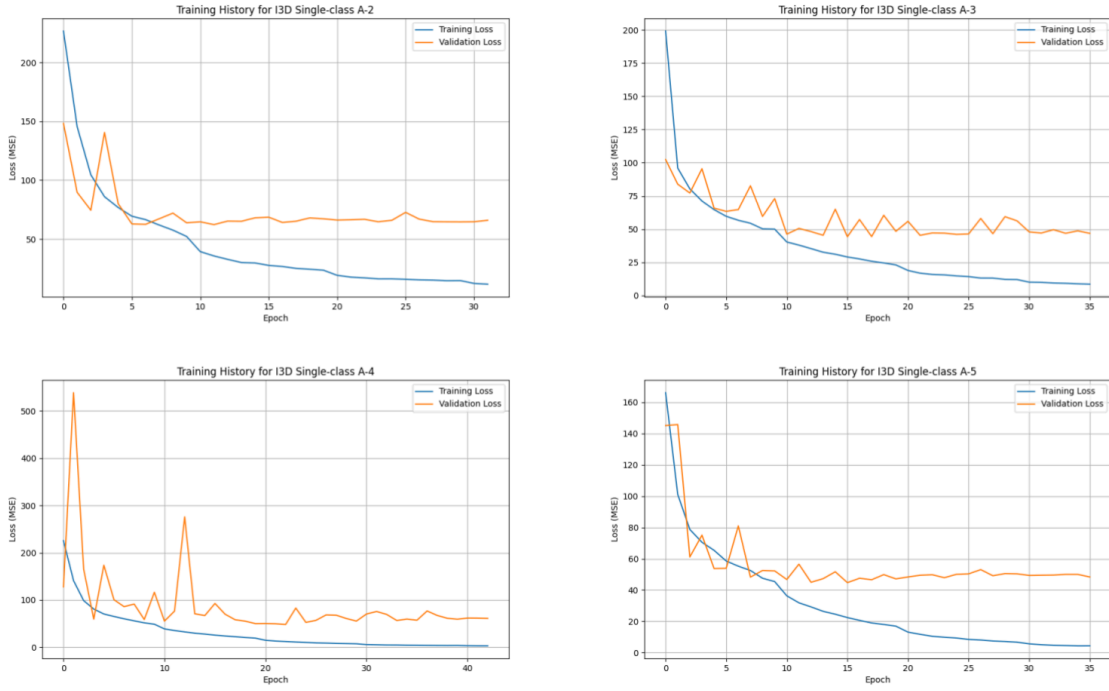 Training History for I3D Single-class A-2
Training Loss
Validation Loss
200
150
100
50
Loss (MSE)
0 5 10 15 20 25 30
Epoch
Training History for I3D Single-class A-3
Training Loss
Validation Loss
200
175
150
125
100
75
50
25
0
Loss (MSE)
0 5 10 15 20 25 30 35
Epoch
Training History for I3D Single-class A-4
Training Loss
Validation Loss
500
400
300
200
100
0
Loss (MSE)
0 10 20 30 40
Epoch
Training History for I3D Single-class A-5
Training Loss
Validation Loss
160
140
120
100
80
60
40
20
0
Loss (MSE)
0 5 10 15 20 25 30 35
Epoch